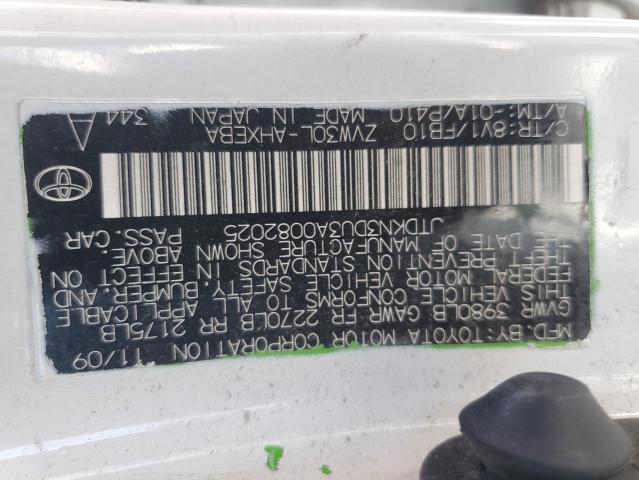 MFD.BY:TOYOTA MOTOR CORPORATION 11/09
GVWR 3980LB GAWR FR 2270LB RR 2175LB
THIS VEHICLE CONFORMS TO ALL APPLICABLE
FEDERAL MOTOR VEHICLE SAFETY, BUMPER, AND
THEFT PREVENTION STANDARDS IN EFFECT ON
THE DATE OF MANUFACTURE SHOWN ABOVE.
JTDKN3DU3A0082025 PASS.CAR
ZVW30L-AHXEBA
C/TR:8V1/FB10 MADE IN JAPAN
A/TM:-01A/P410 344